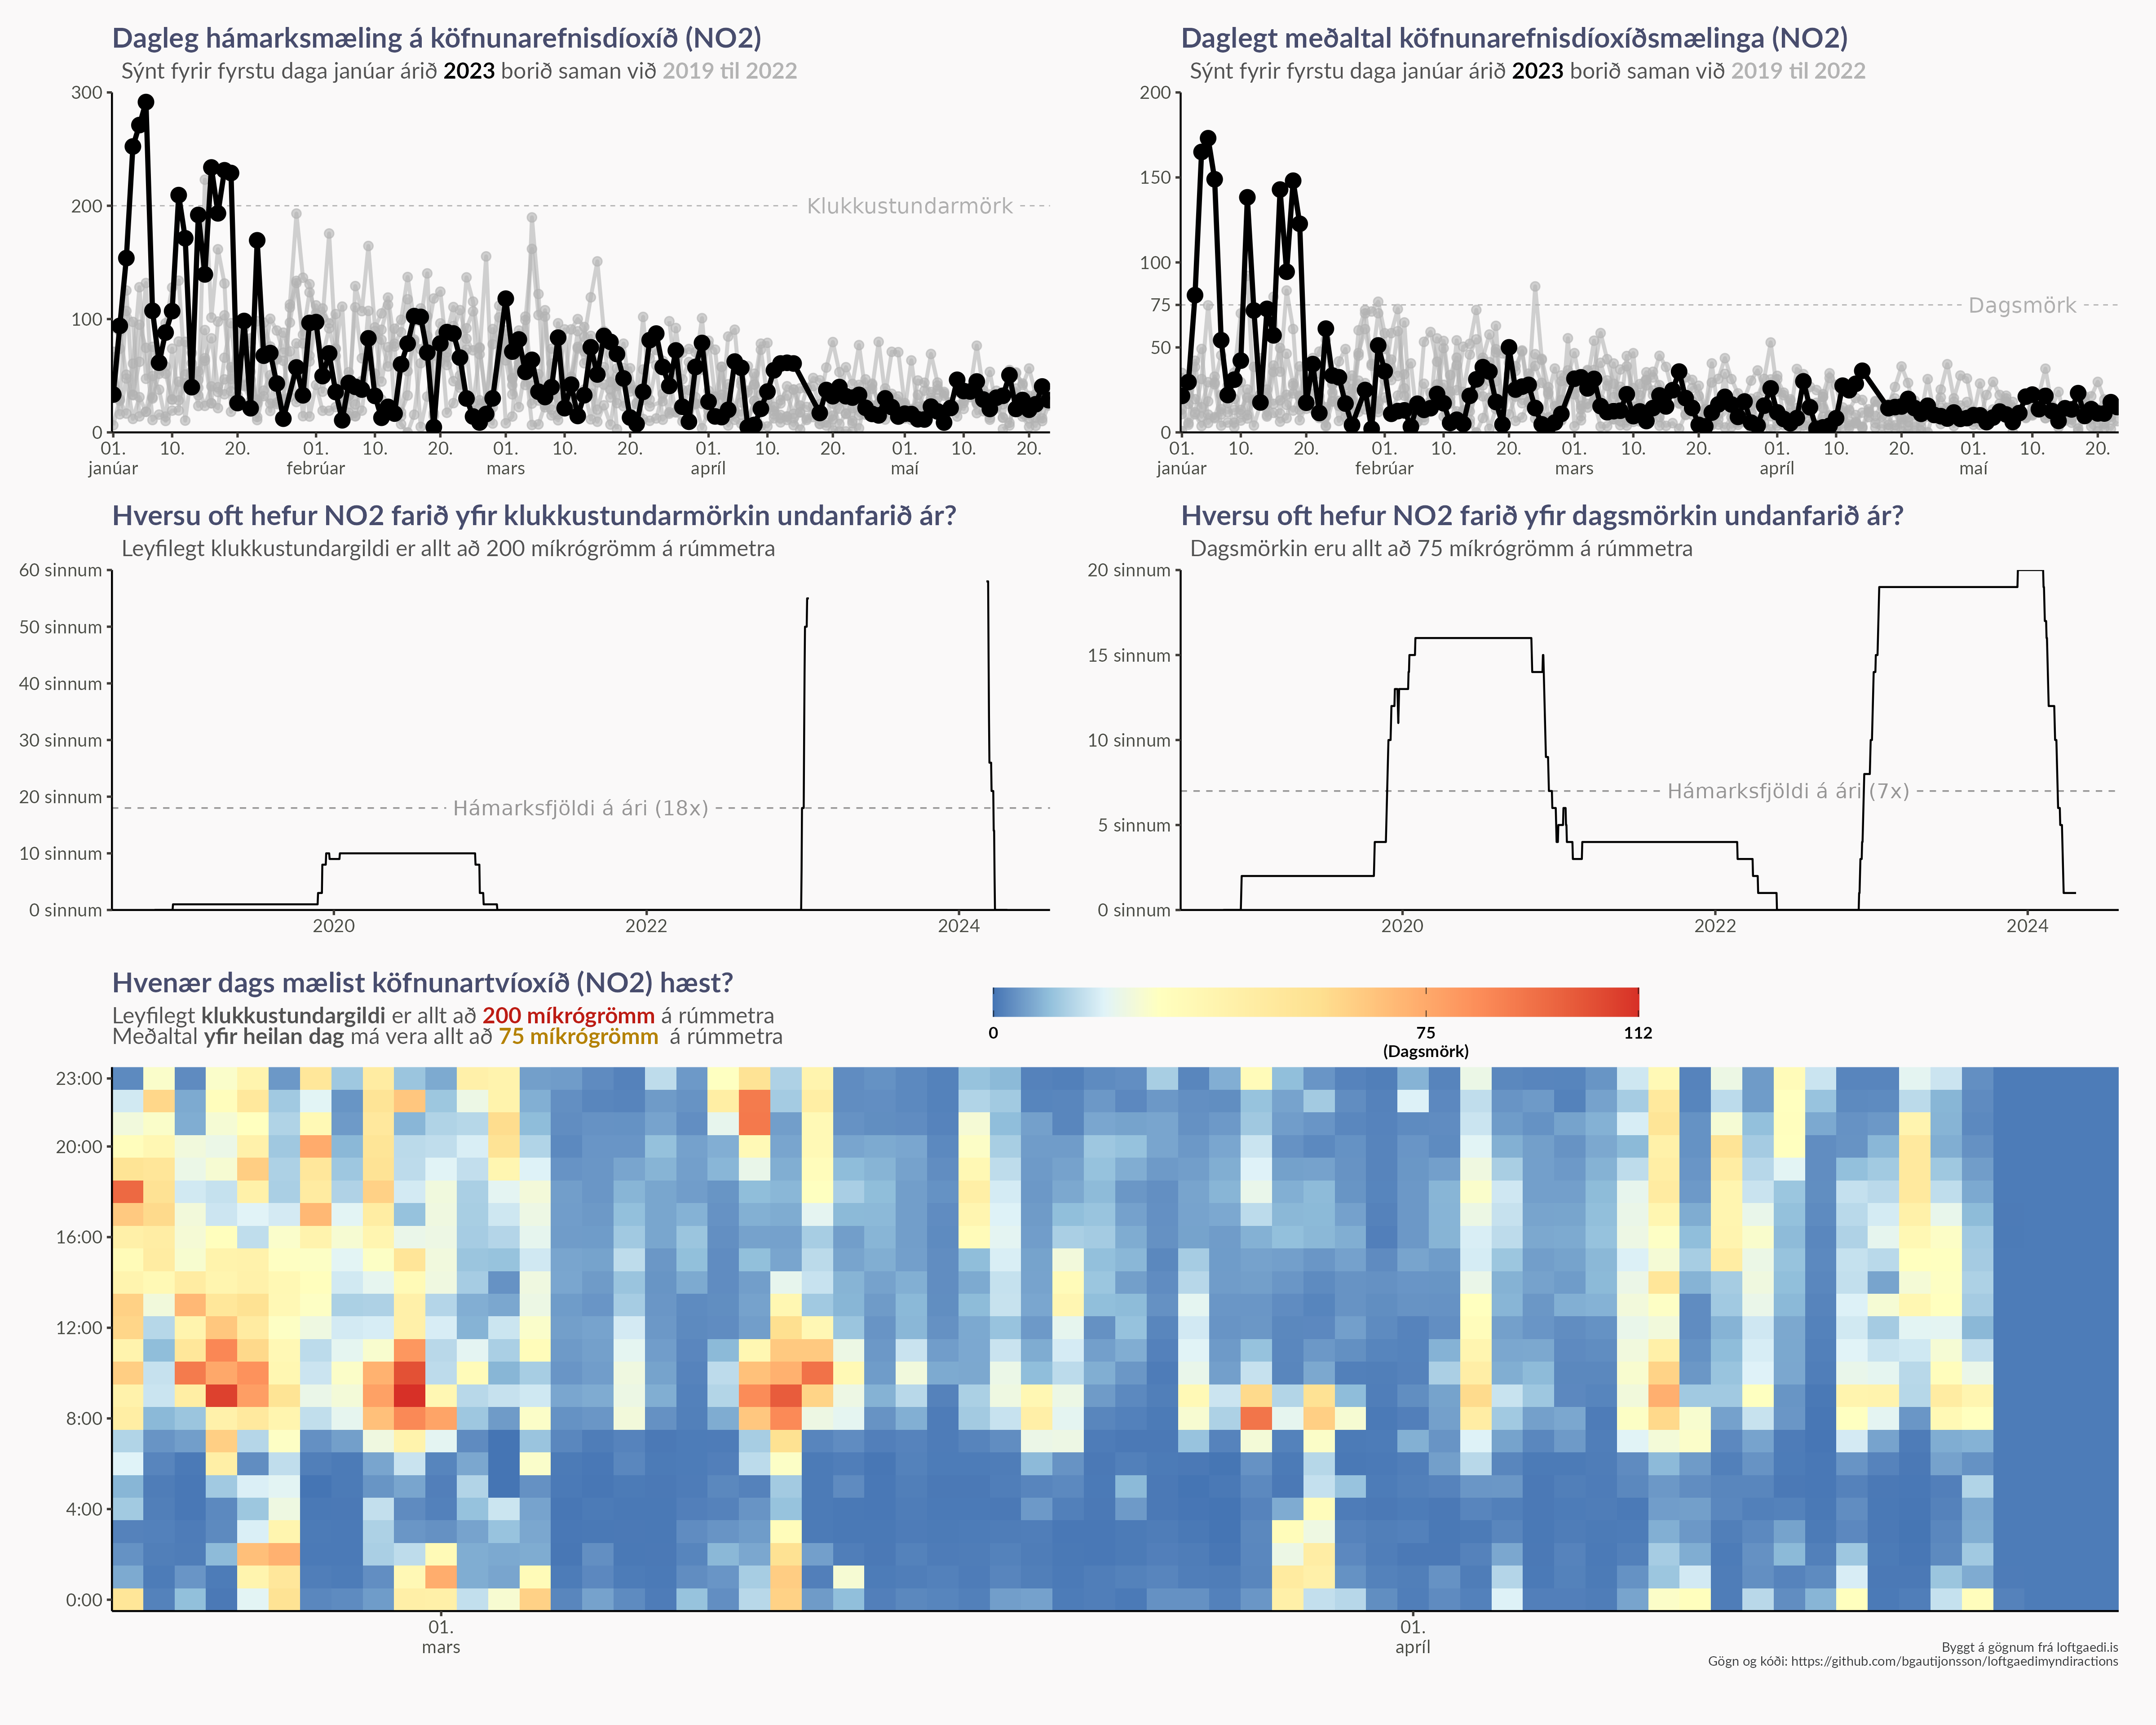 Dagleg hámarksmæling á köfnunarefnisdíoxíð (NO2)
Sýnt fyrir fyrstu daga janúar árið 2023 borið saman við 2019 til 2022
300
200
100
0
Klukkustundarmörk
01. 10. 20. 01. 10. 20. 01. 10. 20. 01. 10. 20. 01. 10. 20.
janúar febrúar mars apríl maí
Daglegt meðaltal köfnunarefnisdíoxíðsmælinga (NO2)
Sýnt fyrir fyrstu daga janúar árið 2023 borið saman við 2019 til 2022
200
150
100
75
50
0
Dagsmörk
01. 10. 20. 01. 10. 20. 01. 10. 20. 01. 10. 20. 01. 10. 20.
janúar febrúar mars apríl maí
Hversu oft hefur NO2 farið yfir klukkustundarmörkin undanfarið ár?
Leyfilegt klukkustundargildi er allt að 200 míkrógrömm á rúmmetra
60 sinnum
50 sinnum
40 sinnum
30 sinnum
20 sinnum
10 sinnum
0 sinnum
Hámarksfjöldi á ári (18x)
2020 2022 2024
Hversu oft hefur NO2 farið yfir dagsmörkin undanfarið ár?
Dagsmörkin eru allt að 75 míkrógrömm á rúmmetra
20 sinnum
15 sinnum
10 sinnum
5 sinnum
0 sinnum
Hámarksfjöldi á ári (7x)
2020 2022 2024
Hvenær dags mælist köfnunartvíoxíð (NO2) hæst?
Leyfilegt klukkustundargildi er allt að 200 míkrógrömm á rúmmetra
Meðaltal yfir heilan dag má vera allt að 75 míkrógrömm á rúmmetra
0 75 112
(Dagsmörk)
23:00
20:00
16:00
12:00
8:00
4:00
0:00
01. 01.
mars apríl
Byggt á gögnum frá loftgaedi.is
Gögn og kóði: https://github.com/bgautijonsson/loftgaedimyndiractions